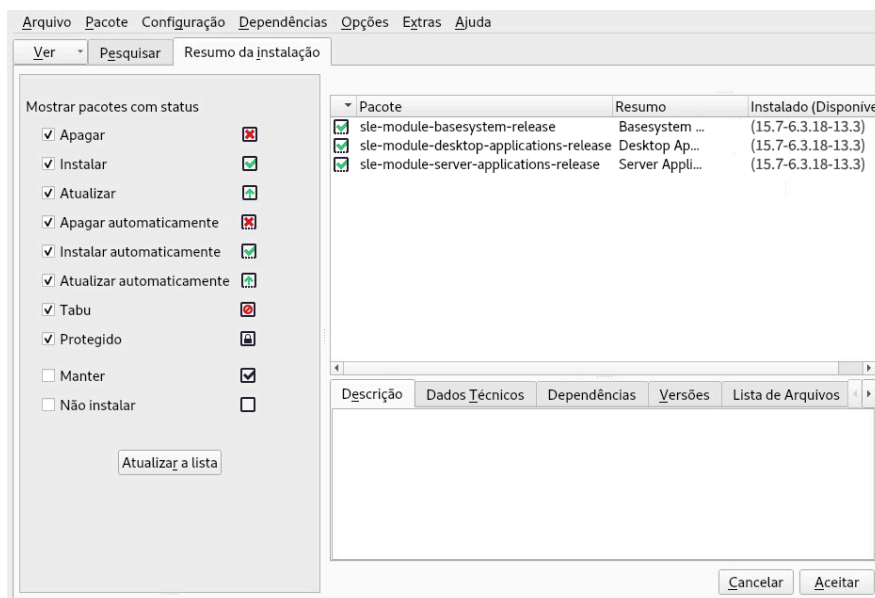 Arquivo Pacote Configuração Dependências Opções Extras Ajuda
Ver Pesquisar Resumo da instalação
Mostrar pacotes com status
Apagar
Instalar
Atualizar
Apagar automaticamente
Instalar automaticamente
Atualizar automaticamente
Tabu
Protegido
Manter
Não instalar
Atualizar a lista
Pacote Resumo Instalado (Disponíve
sle-module-basesystem-release Basesystem ... (15.7-6.3.18-13.3)
sle-module-desktop-applications-release Desktop Ap... (15.7-6.3.18-13.3)
sle-module-server-applications-release Server Appli... (15.7-6.3.18-13.3)
Descrição Dados Técnicos Dependências Versões Lista de Arquivos
Cancelar Aceitar